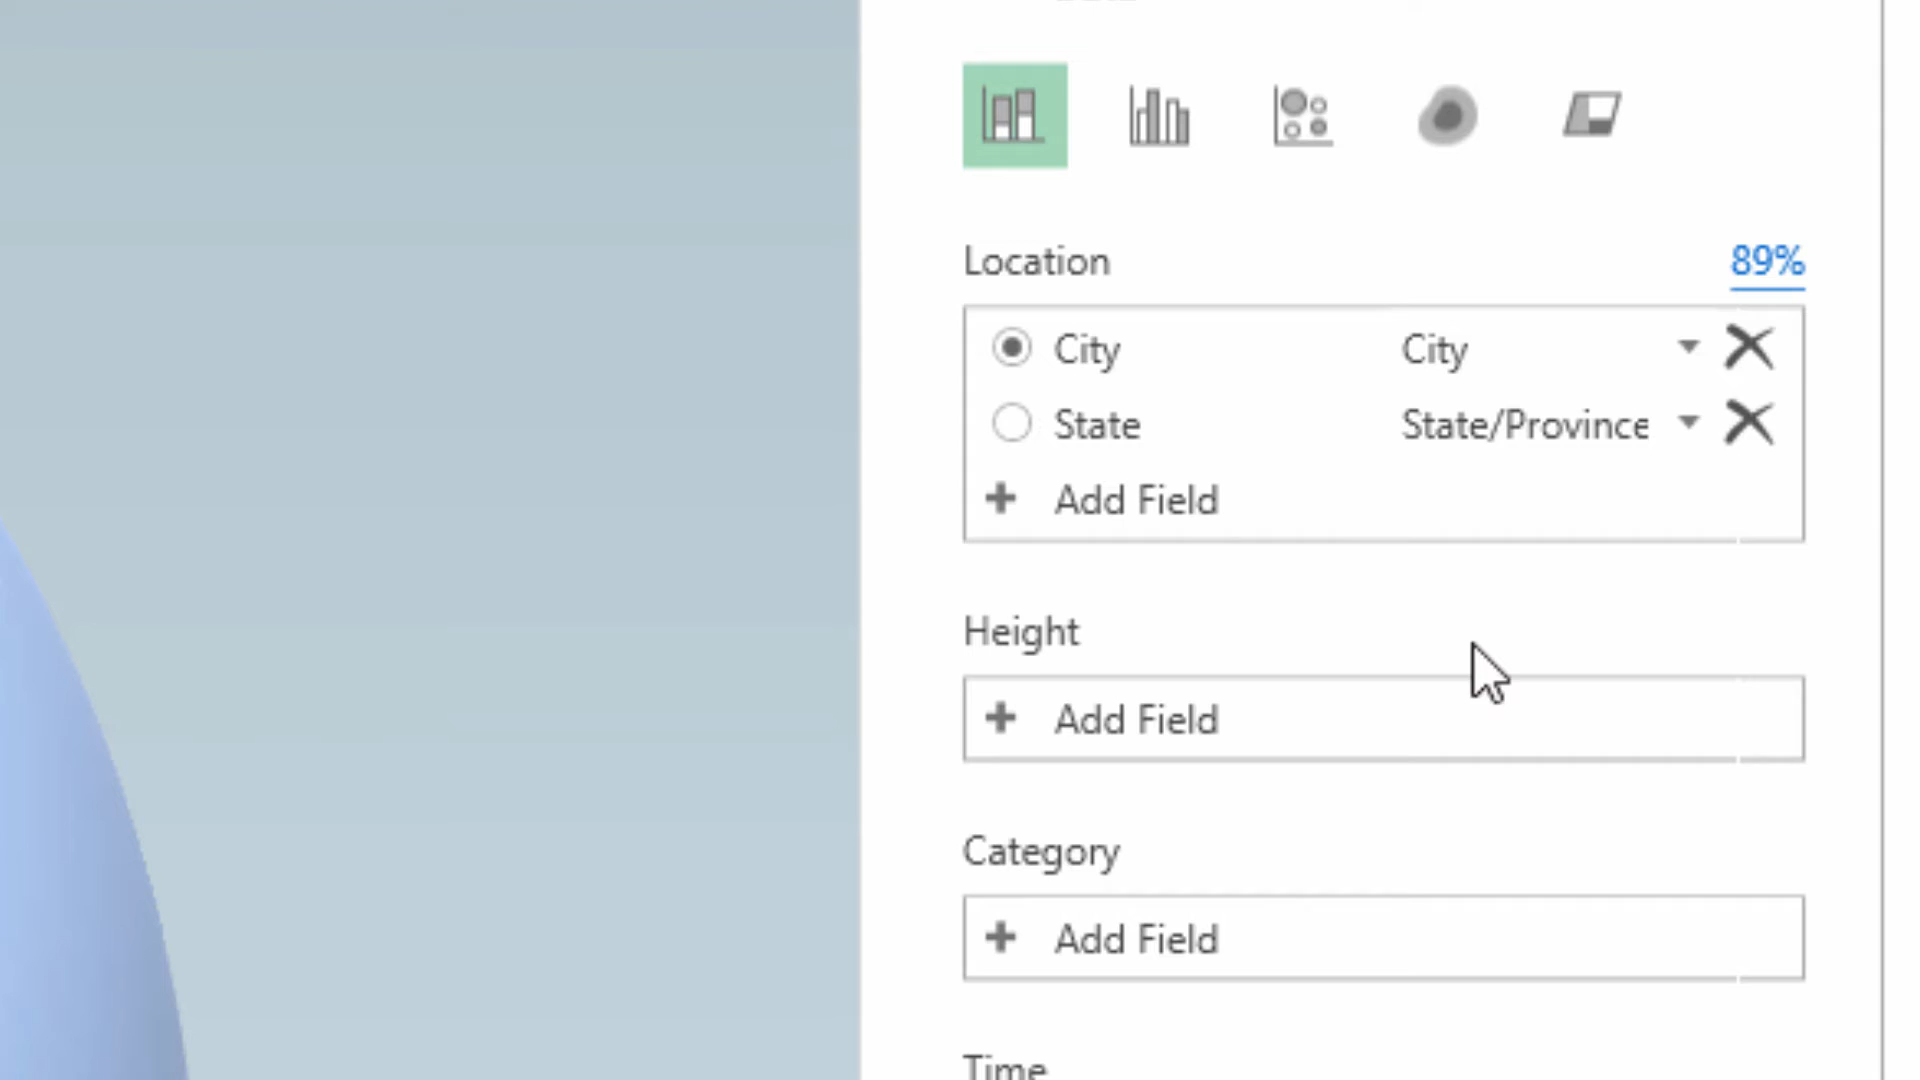 Location 89%
City City
State State/Province
Add Field
Height
Add Field
Category
Add Field
Time